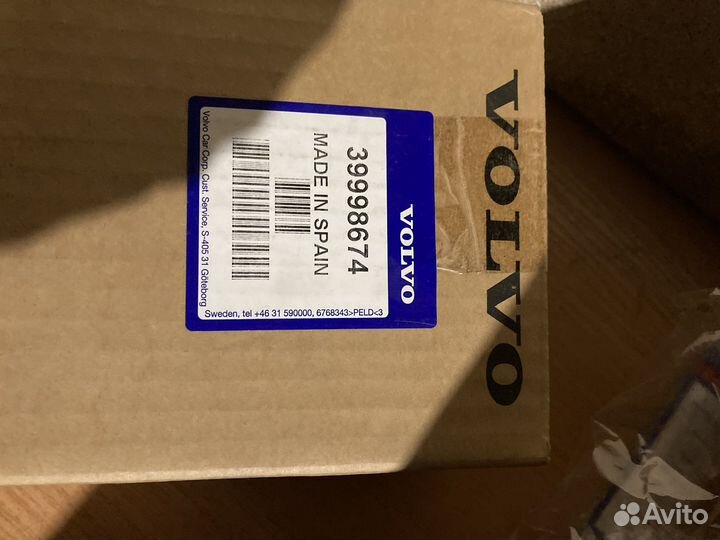 VOLVO
VOLVO
39998674
MADE IN SPAIN
Volvo Car Corp. Cust. Service, S-405 31 Göteborg
Sweden, tel +46 31 590000, 6768343>PELD<3
Avito